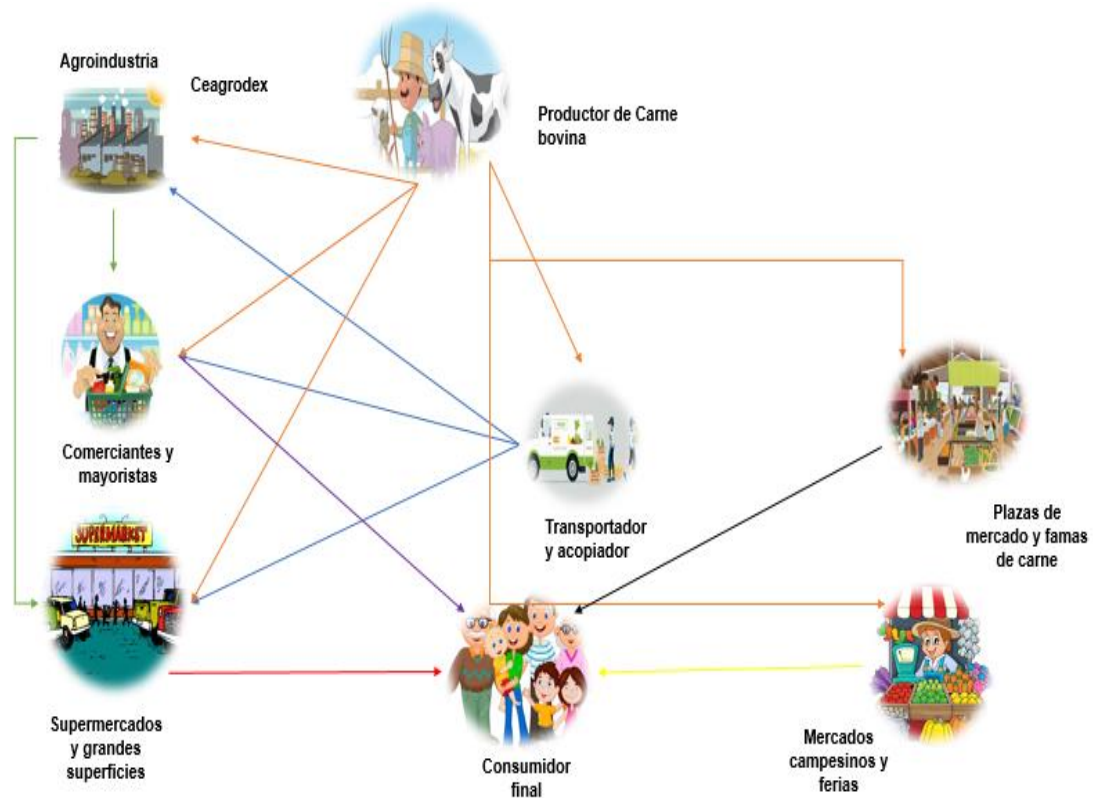 Agroindustria
Ceagrodex
Productor de Carne
bovina
Comerciantes y
mayoristas
Transportador
y acopiador
Plazas de
mercado y famas
de carne
SUPERMARKET
Supermercados
y grandes
superficies
Consumidor
final
Mercados
campesinos y
ferias